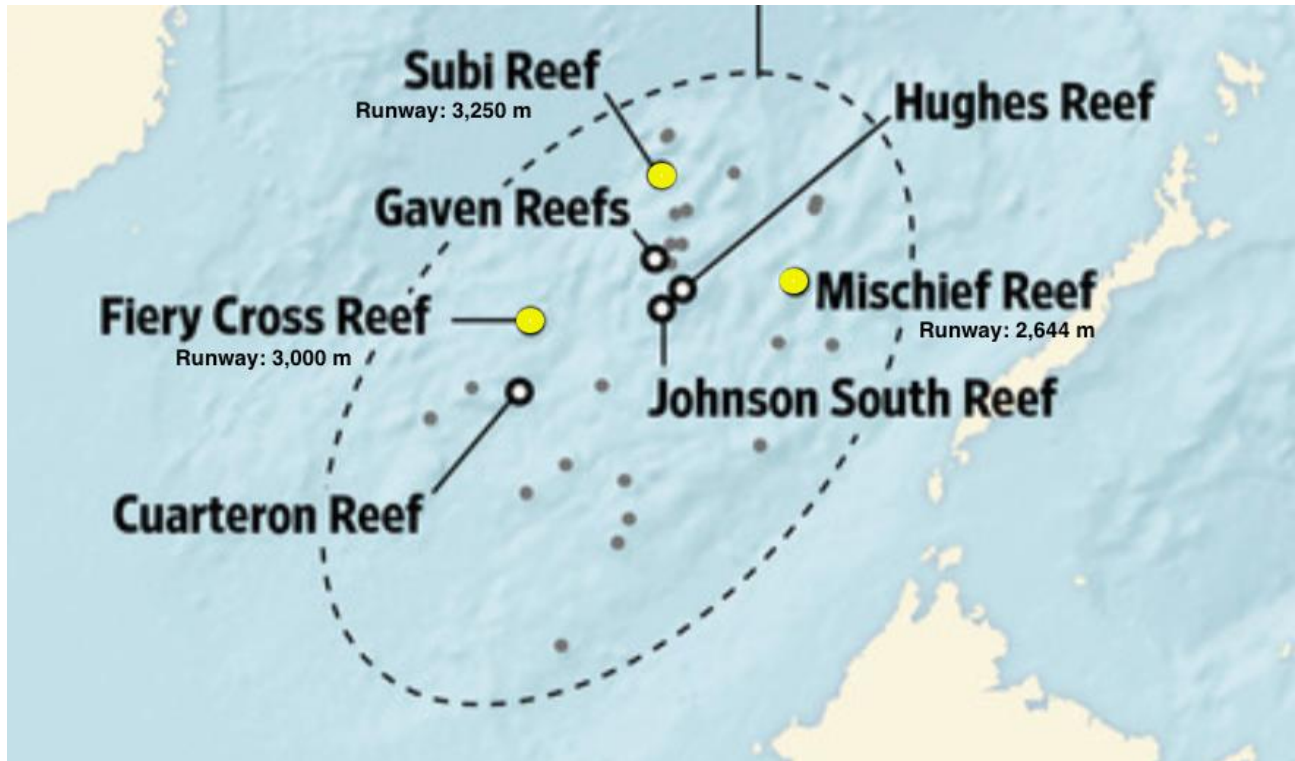 Subi Reef
Runway: 3,250 m
Hughes Reef
Gaven Reefs
Mischief Reef
Runway: 2,644 m
Fiery Cross Reef
Runway: 3,000 m
Johnson South Reef
Cuarteron Reef